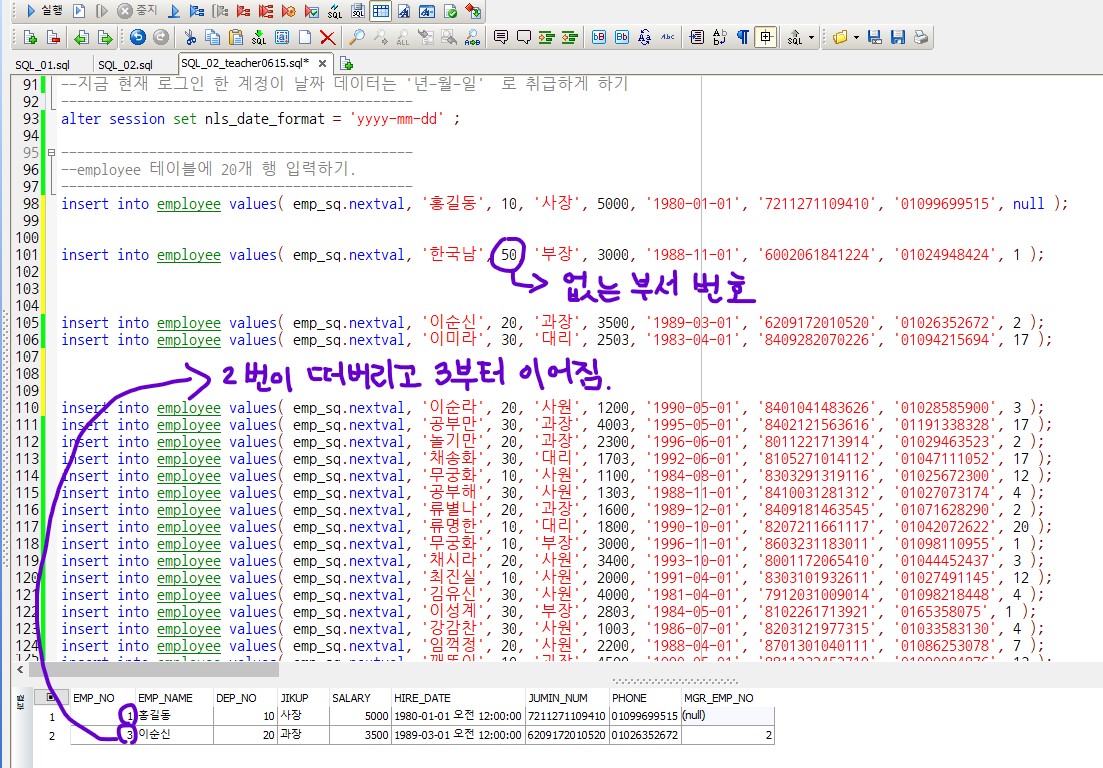 실행 중지 SQL SQL
SQL ALL A·B ABC SQL
SQL_01.sql SQL_02.sql SQL_02_teacher0615.sql*
91 --지금 현재 로그인 한 계정이 날짜 데이터는 '년-월-일' 로 취급하게 하기
92 --------------------------------------------
93 alter session set nls_date_format = 'yyyy-mm-dd' ;
94
95 --------------------------------------------
96 --employee 테이블에 20개 행 입력하기.
97 --------------------------------------------
98 insert into employee values( emp_sq.nextval, '홍길동', 10, '사장', 5000, '1980-01-01', '7211271109410', '01099699515', null );
99
100
101 insert into employee values( emp_sq.nextval, '한국남', 50, '부장', 3000, '1988-11-01', '6002061841224', '01024948424', 1 );
102
103 없는 부서 번호
104
105 insert into employee values( emp_sq.nextval, '이순신', 20, '과장', 3500, '1989-03-01', '6209172010520', '01026352672', 2 );
106 insert into employee values( emp_sq.nextval, '이미라', 30, '대리', 2503, '1983-04-01', '8409282070226', '01094215694', 17 );
107
108 2번이 떠버리고 3부터 이어짐.
109
110 insert into employee values( emp_sq.nextval, '이순라', 20, '사원', 1200, '1990-05-01', '8401041483626', '01028585900', 3 );
111 insert into employee values( emp_sq.nextval, '공부만', 30, '과장', 4003, '1995-05-01', '8402121563616', '01191338328', 17 );
112 insert into employee values( emp_sq.nextval, '놀기만', 20, '과장', 2300, '1996-06-01', '8011221713914', '01029463523', 2 );
113 insert into employee values( emp_sq.nextval, '채송화', 30, '대리', 1703, '1992-06-01', '8105271014112', '01047111052', 17 );
114 insert into employee values( emp_sq.nextval, '무궁화', 10, '사원', 1100, '1984-08-01', '8303291319116', '01025672300', 12 );
115 insert into employee values( emp_sq.nextval, '공부해', 30, '사원', 1303, '1988-11-01', '8410031281312', '01027073174', 4 );
116 insert into employee values( emp_sq.nextval, '류별나', 20, '과장', 1600, '1989-12-01', '8409181463545', '01071628290', 2 );
117 insert into employee values( emp_sq.nextval, '류명한', 10, '대리', 1800, '1990-10-01', '8207211661117', '01042072622', 20 );
118 insert into employee values( emp_sq.nextval, '무궁화', 10, '부장', 3000, '1996-11-01', '8603231183011', '01098110955', 1 );
119 insert into employee values( emp_sq.nextval, '채시라', 20, '사원', 3400, '1993-10-01', '8001172065410', '01044452437', 3 );
120 insert into employee values( emp_sq.nextval, '최진실', 10, '사원', 2000, '1991-04-01', '8303101932611', '01027491145', 12 );
121 insert into employee values( emp_sq.nextval, '김유신', 30, '사원', 4000, '1981-04-01', '7912031009014', '01098218448', 4 );
122 insert into employee values( emp_sq.nextval, '이성계', 30, '부장', 2803, '1984-05-01', '8102261713921', '0165358075', 1 );
123 insert into employee values( emp_sq.nextval, '강감찬', 30, '사원', 1003, '1986-07-01', '8203121977315', '01033583130', 4 );
124 insert into employee values( emp_sq.nextval, '임꺽정', 20, '사원', 2200, '1988-04-01', '8701301040111', '01086253078', 7 );
EMP_NO EMP_NAME DEP_NO JIKUP SALARY HIRE_DATE JUMIN_NUM PHONE MGR_EMP_NO
1 1 홍길동 10 사장 5000 1980-01-01 오전 12:00:00 7211271109410 01099699515 (null)
2 3 이순신 20 과장 3500 1989-03-01 오전 12:00:00 6209172010520 01026352672 2